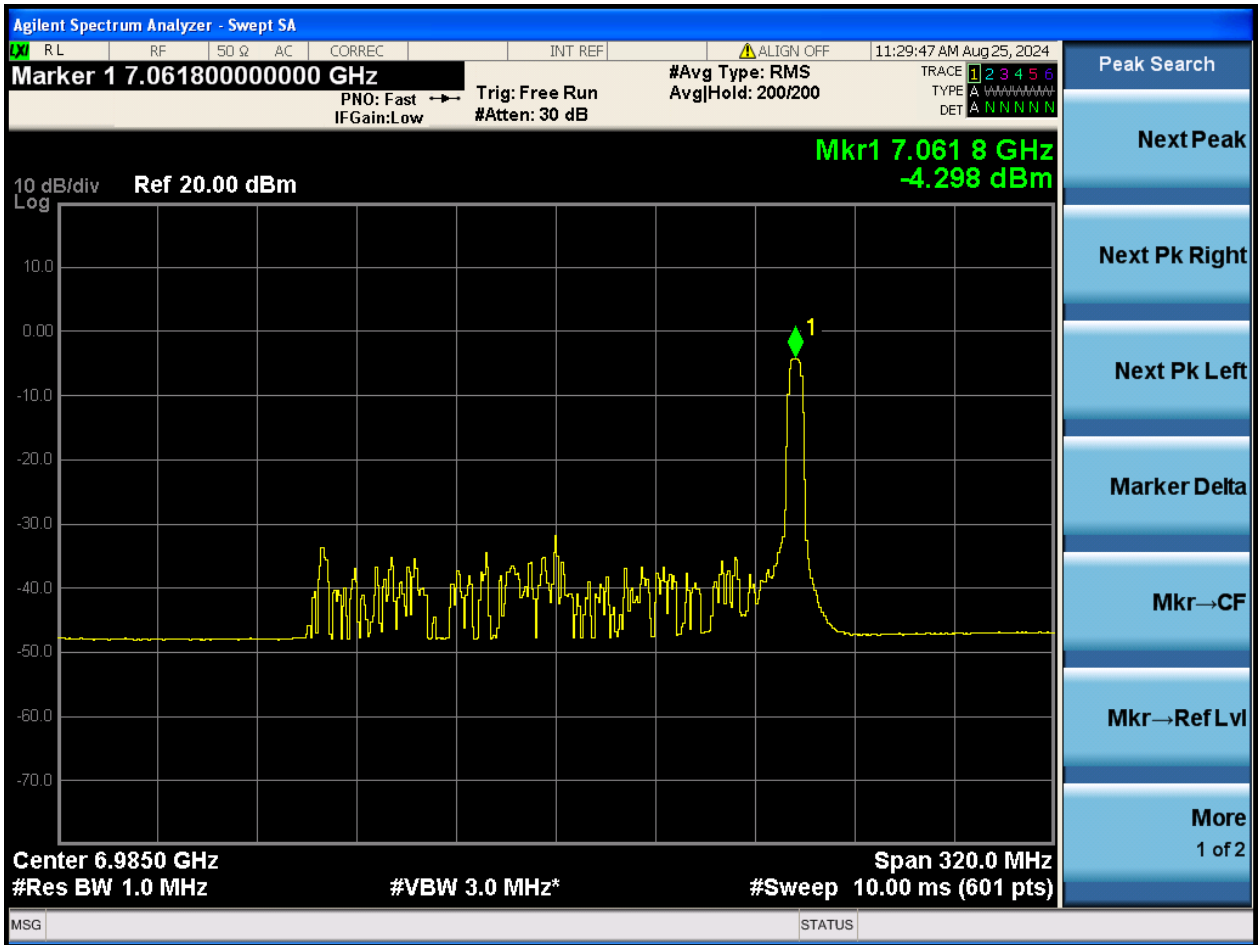 Agilent Spectrum Analyzer - Swept SA
LXI RL RF 50 Ω AC CORREC INT REF ALIGN OFF 11:29:47 AM Aug 25, 2024
Marker 1 7.061800000000 GHz
PNO: Fast
IFGain:Low
Trig: Free Run
#Atten: 30 dB
#Avg Type: RMS
Avg|Hold: 200/200
TRACE 1 2 3 4 5 6
TYPE A WWWWW
DET A N N N N N
Mkr1 7.061 8 GHz
-4.298 dBm
10 dB/div Ref 20.00 dBm
Log
10.0
0.00
-10.0
-20.0
-30.0
-40.0
-50.0
-60.0
-70.0
1
Center 6.9850 GHz Span 320.0 MHz
#Res BW 1.0 MHz #VBW 3.0 MHz* #Sweep 10.00 ms (601 pts)
MSG STATUS
Peak Search
Next Peak
Next Pk Right
Next Pk Left
Marker Delta
Mkr→CF
Mkr→Ref Lvl
More
1 of 2